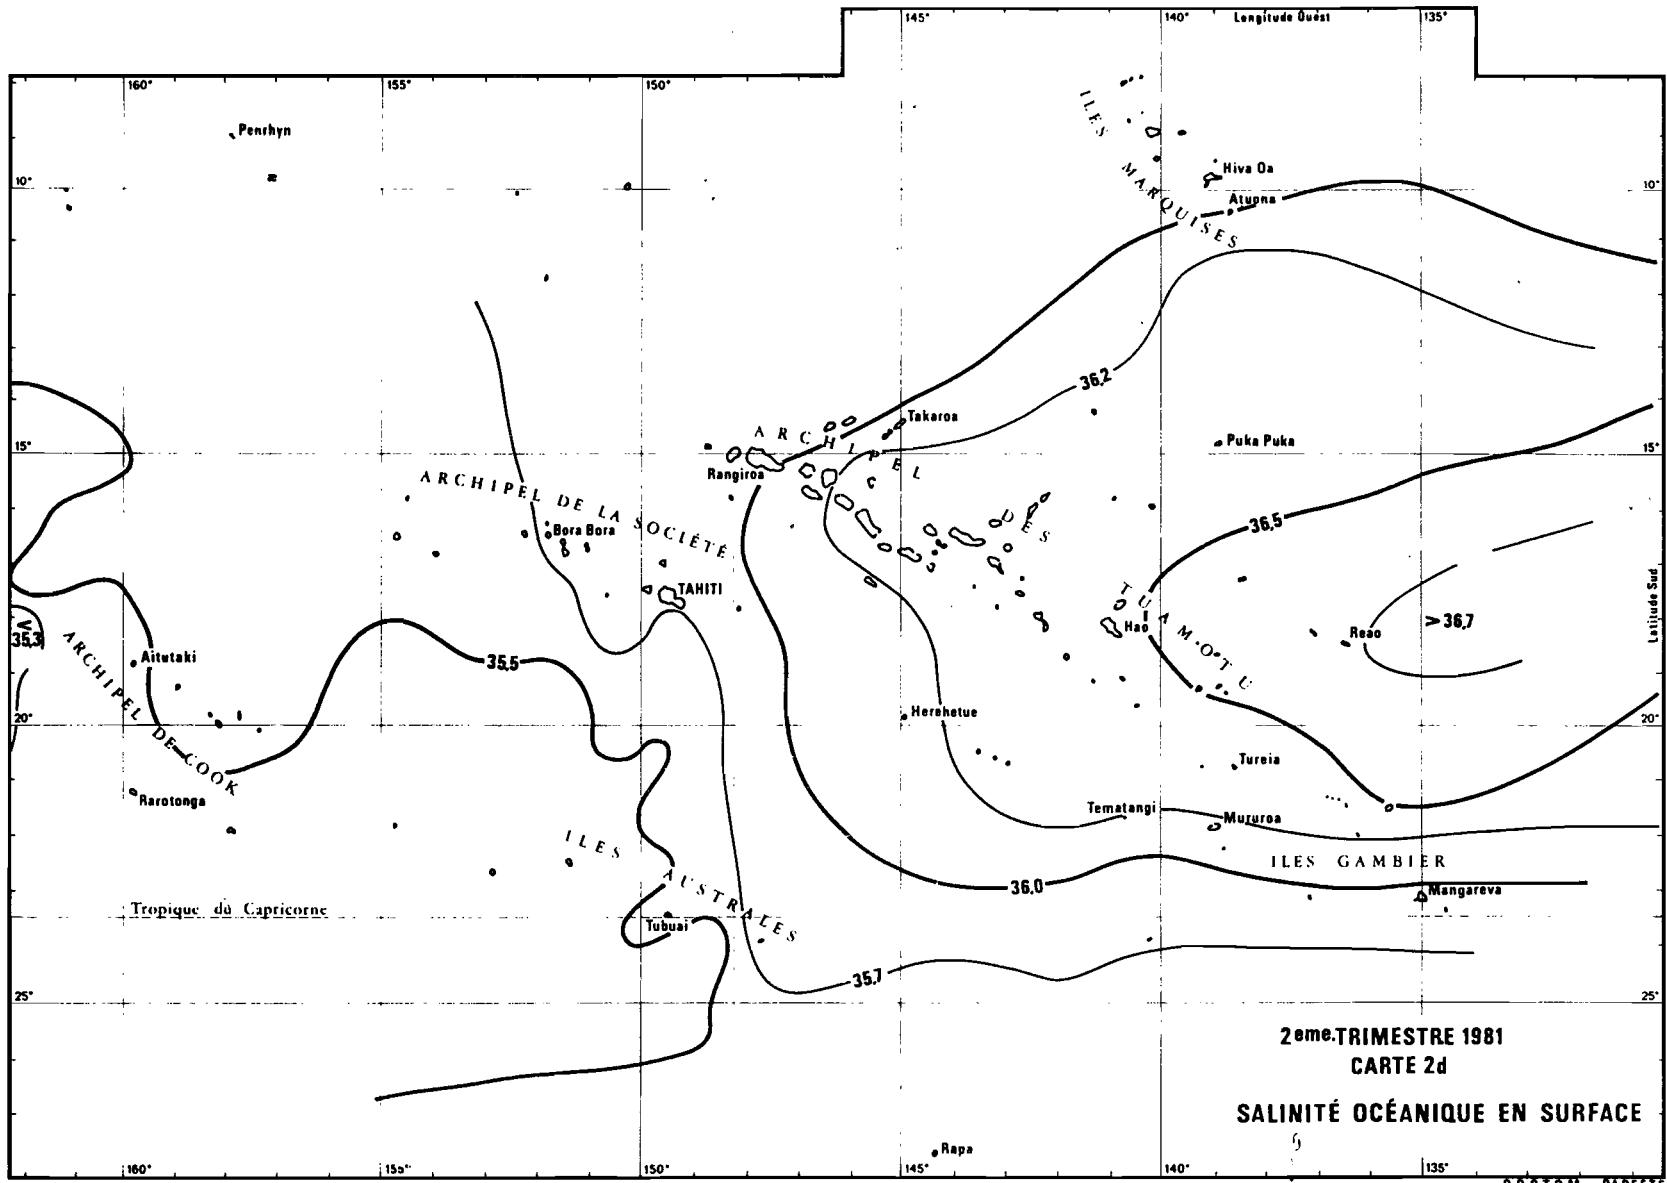 145°
140°
Longitude Ouest
135°
160°
155°
150°
Penrhyn
ILES MARQUISES
Hiva Oa
10°
10°
Atuona
36,2
Takaroa
ARCHIPEL DES TUAMOTU
Puka Puka
15°
15°
Rangiroa
ARCHIPEL DE LA SOCIÉTÉ
36,5
Bora Bora
TAHITI
Latitude Sud
Hao
Reao
> 36,7
35,3
ARCHIPEL DE COOK
Aitutaki
35,5
20°
20°
Herehetue
Tureia
Rarotonga
Tematangi
Mururoa
ILES AUSTRALES
ILES GAMBIER
36,0
Mangareva
Tropique du Capricorne
Tubuai
35,7
25°
25°
2eme. TRIMESTRE 1981
CARTE 2d
SALINITÉ OCÉANIQUE EN SURFACE
Rapa
160°
155°
150°
145°
140°
135°